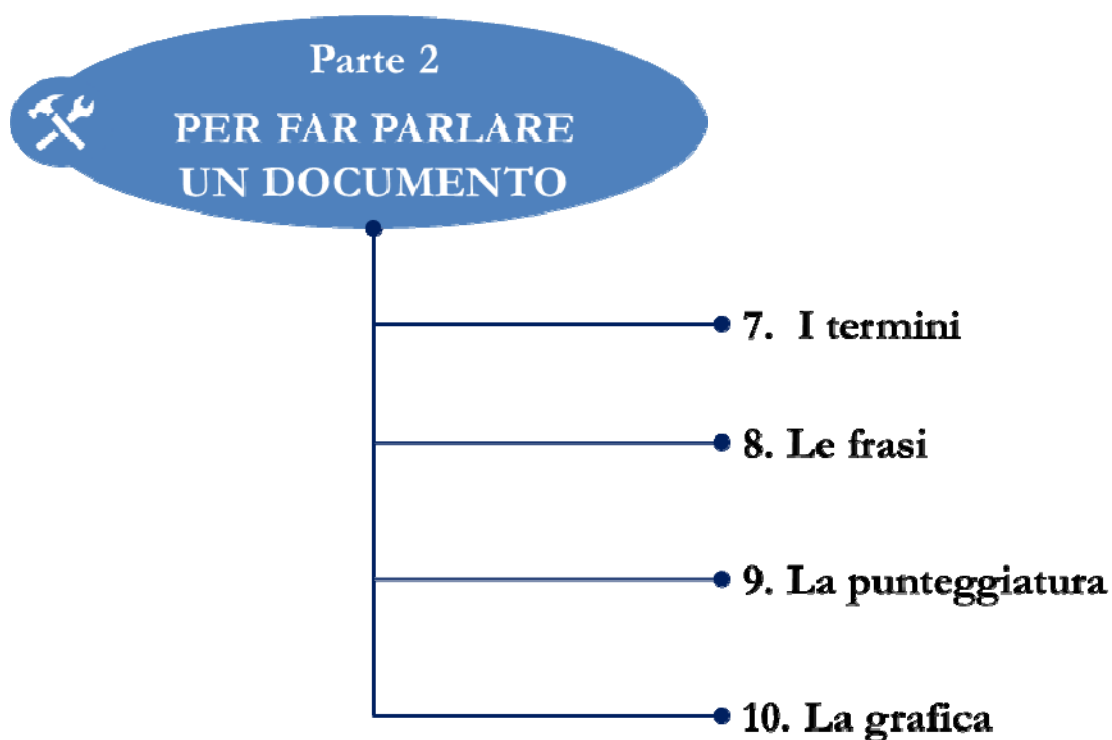 Parte 2
PER FAR PARLARE
UN DOCUMENTO
7. I termini
8. Le frasi
9. La punteggiatura
10. La grafica